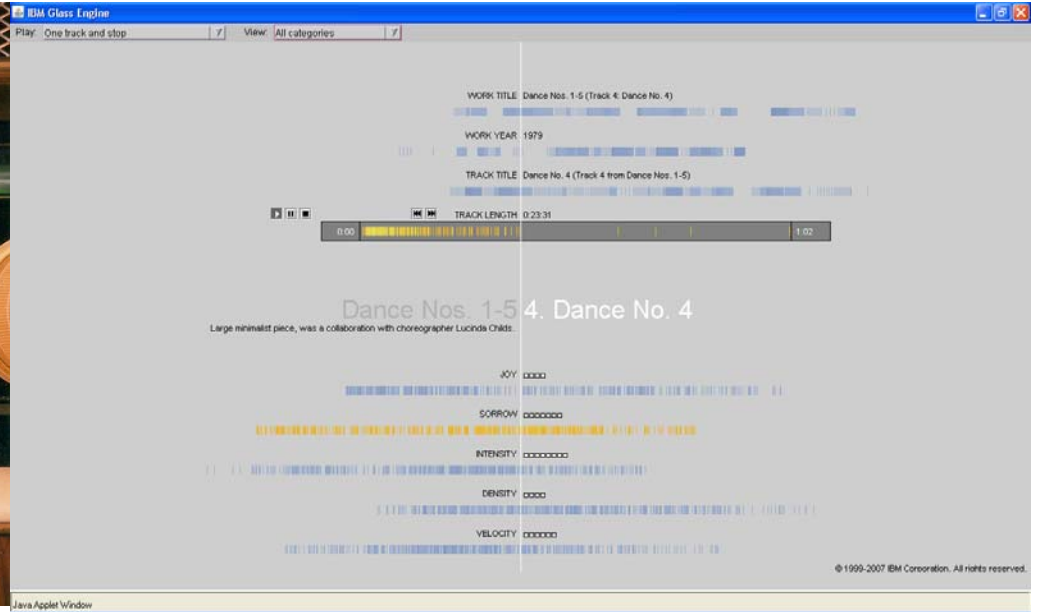 IBM Glass Engine
Play: One track and stop View: All categories
WORK TITLE Dance Nos. 1-5 (Track 4: Dance No. 4)
WORK YEAR 1979
TRACK TITLE Dance No. 4 (Track 4 from Dance Nos. 1-5)
TRACK LENGTH 0:23:31
0:00 1:02
Dance Nos. 1-5 4. Dance No. 4
Large minimalist piece, was a collaboration with choreographer Lucinda Childs.
JOY
SORROW
INTENSITY
DENSITY
VELOCITY
© 1999-2007 IBM Corporation. All rights reserved.
Java Applet Window